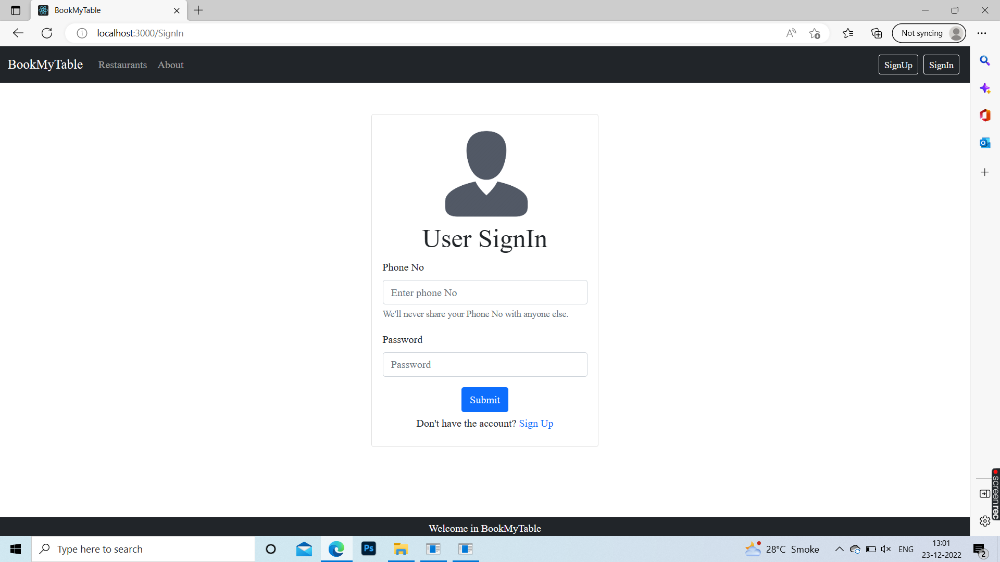 BookMyTable
localhost:3000/SignIn
Not syncing
BookMyTable Restaurants About SignUp SignIn
User SignIn
Phone No
Enter phone No
We'll never share your Phone No with anyone else.
Password
Password
Submit
Don't have the account? Sign Up
screenrec
Welcome in BookMyTable
Type here to search
Ps
28°C Smoke
ENG
13:01
23-12-2022
2